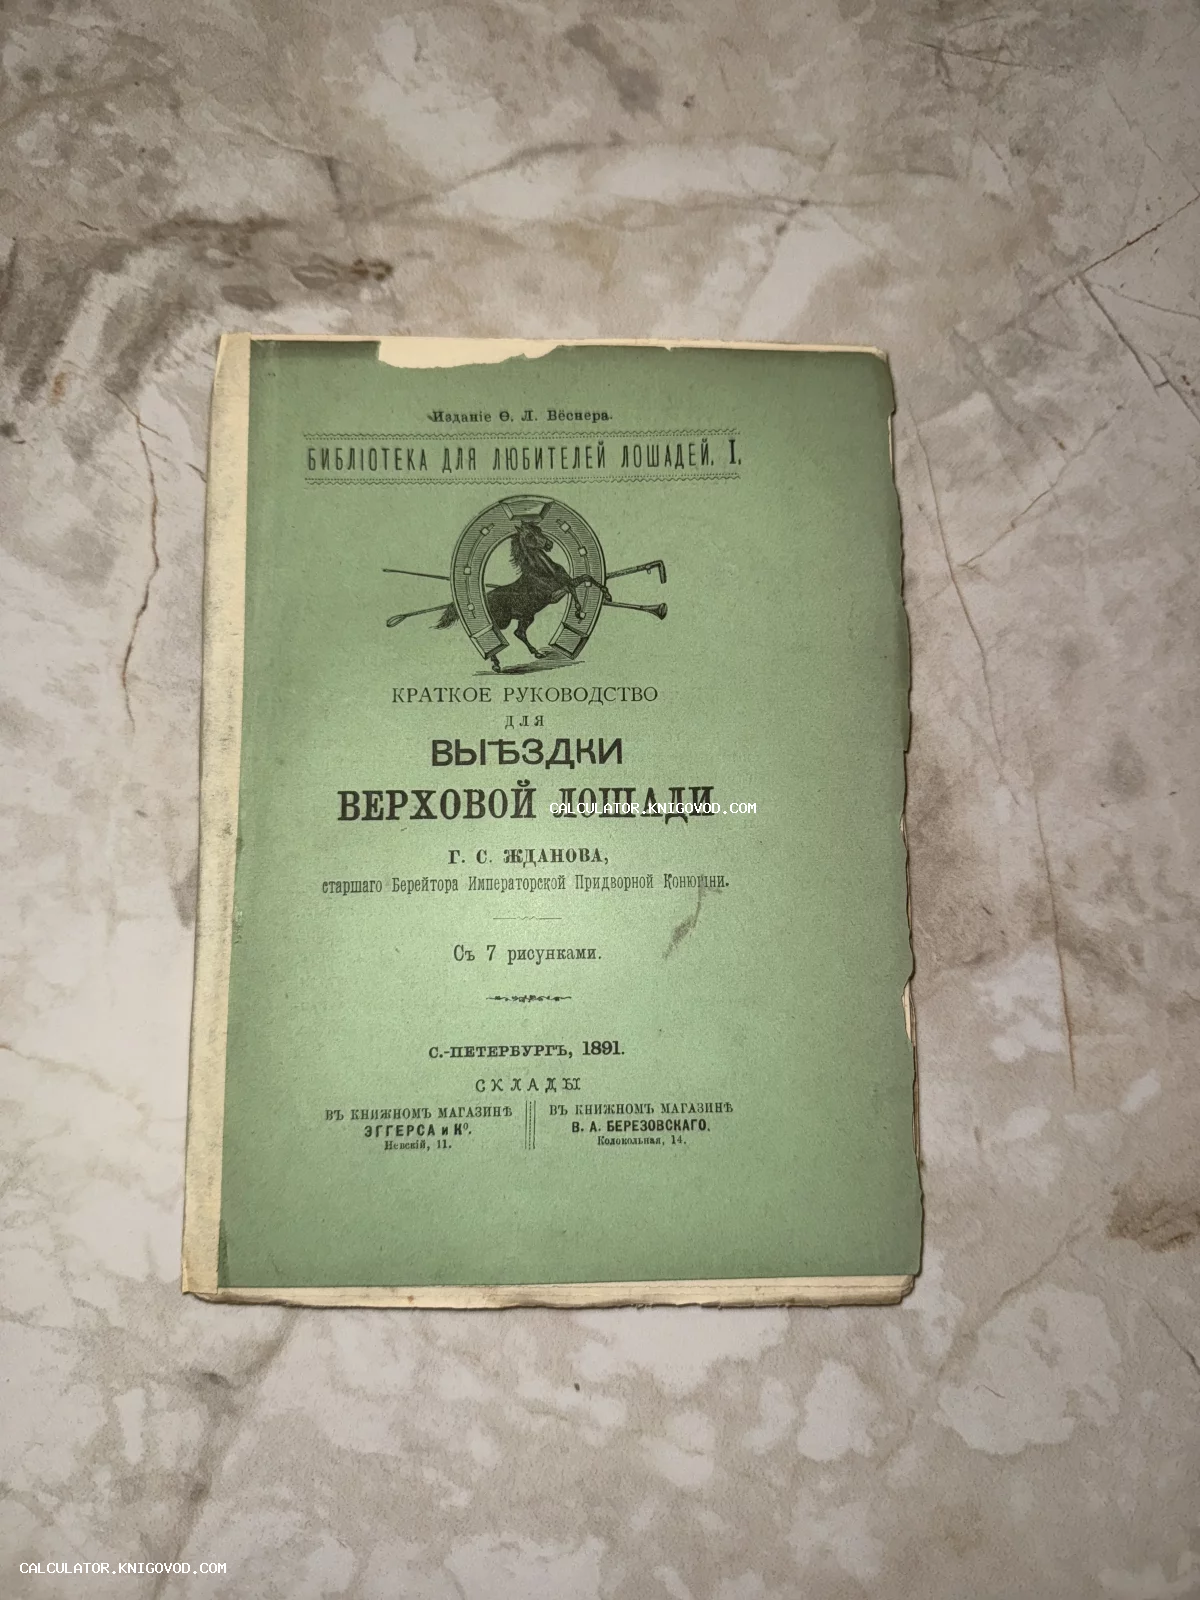 Изданіе Ѳ. Л. Вёснера.
БИБЛІОТЕКА ДЛЯ ЛЮБИТЕЛЕЙ ЛОШАДЕЙ. I.
КРАТКОЕ РУКОВОДСТВО
ДЛЯ
ВЫѢЗДКИ
ВЕРХОВОЙ ЛОШАДИ
CALCULATOR.KNIGOVOD.COM
Г. С. ЖДАНОВА,
старшаго Берейтора Императорской Придворной Конюшни.
Съ 7 рисунками.
С.-ПЕТЕРБУРГЪ, 1891.
СКЛАДЫ
ВЪ КНИЖНОМЪ МАГАЗИНѢ
ЭГГЕРСА и Кº.
Невскій, 11.
ВЪ КНИЖНОМЪ МАГАЗИНѢ
В. А. БЕРЕЗОВСКАГО.
Колокольная, 14.
CALCULATOR.KNIGOVOD.COM